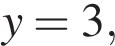 y = 3,